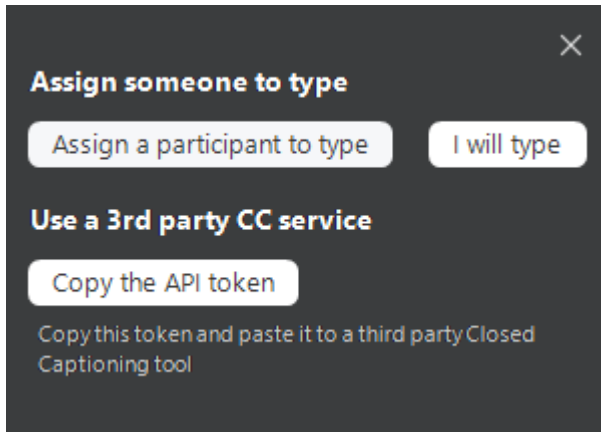 Assign someone to type
Assign a participant to type I will type
Use a 3rd party CC service
Copy the API token
Copy this token and paste it to a third party Closed
Captioning tool